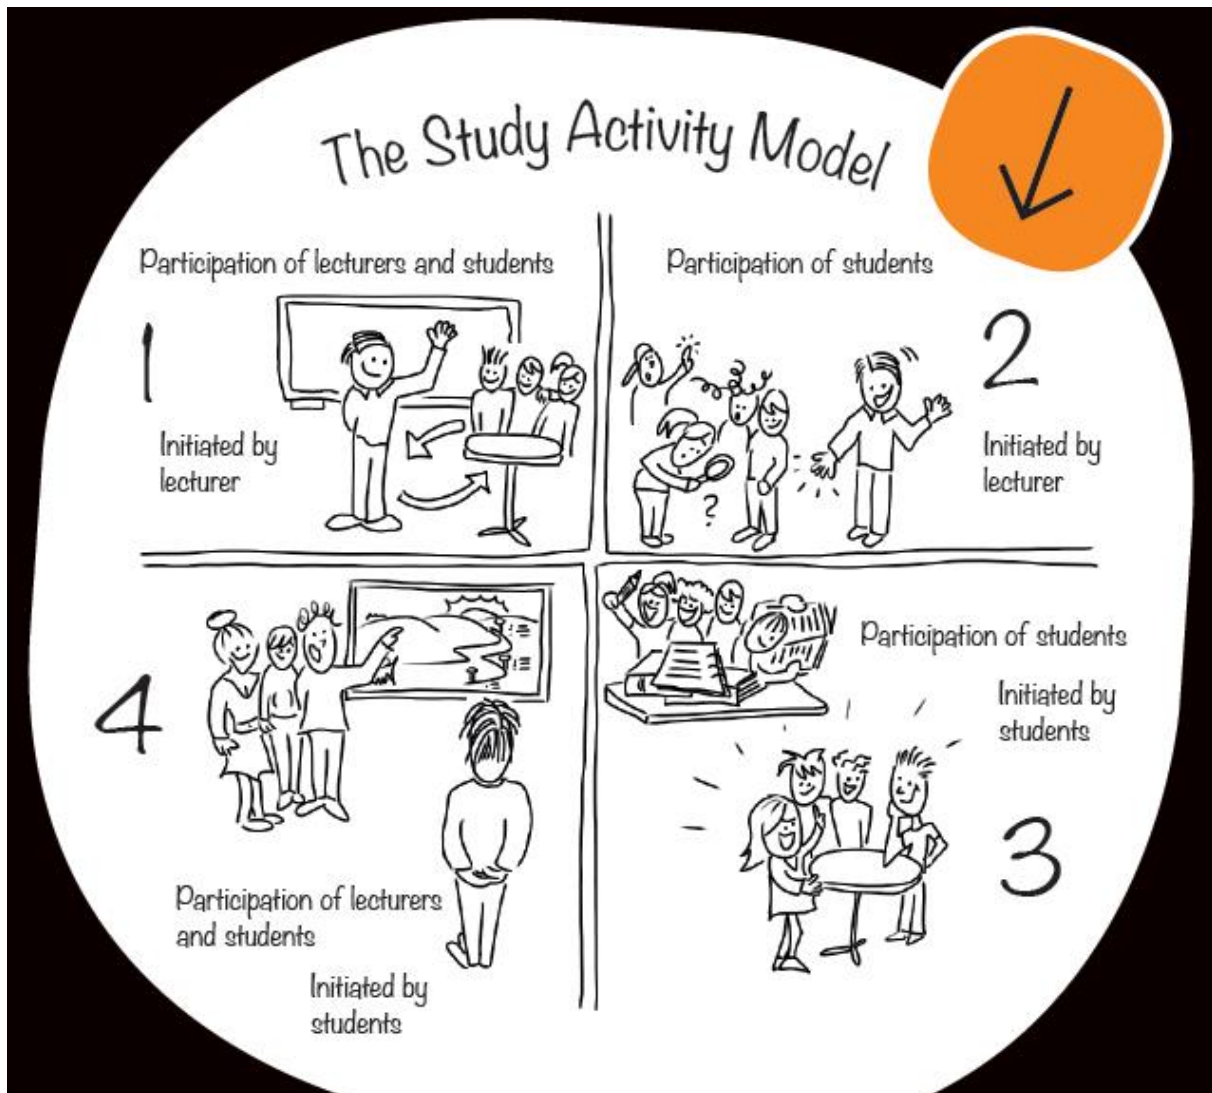 The Study Activity Model
Participation of lecturers and students
1
Initiated by
lecturer
Participation of students
2
Initiated by
lecturer
?
Participation of students
Initiated by
students
3
4
Participation of lecturers
and students
Initiated by
students